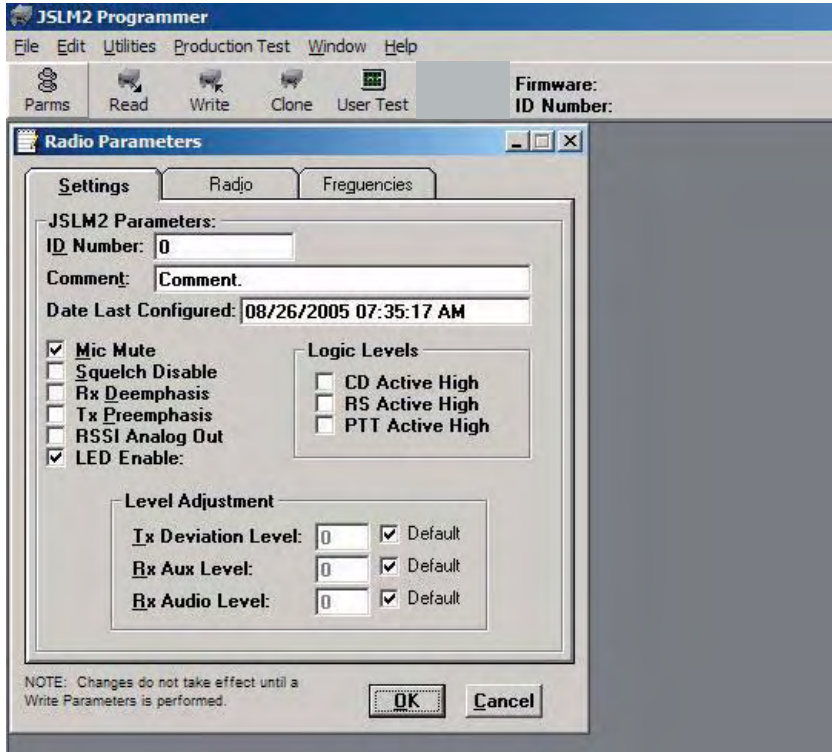 JSLM2 Programmer
File Edit Utilities Production Test Window Help
Parms Read Write Clone User Test
Firmware:
ID Number:
Radio Parameters
Settings Radio Freguencies
JSLM2 Parameters:
ID Number: 0
Comment: Comment.
Date Last Configured: 08/26/2005 07:35:17 AM
Mic Mute
Squelch Disable
Rx Deemphasis
Tx Preemphasis
RSSI Analog Out
LED Enable:
Logic Levels
CD Active High
RS Active High
PTT Active High
Level Adjustment
Tx Deviation Level: 0 Default
Rx Aux Level: 0 Default
Rx Audio Level: 0 Default
NOTE: Changes do not take effect until a
Write Parameters is performed.
OK Cancel